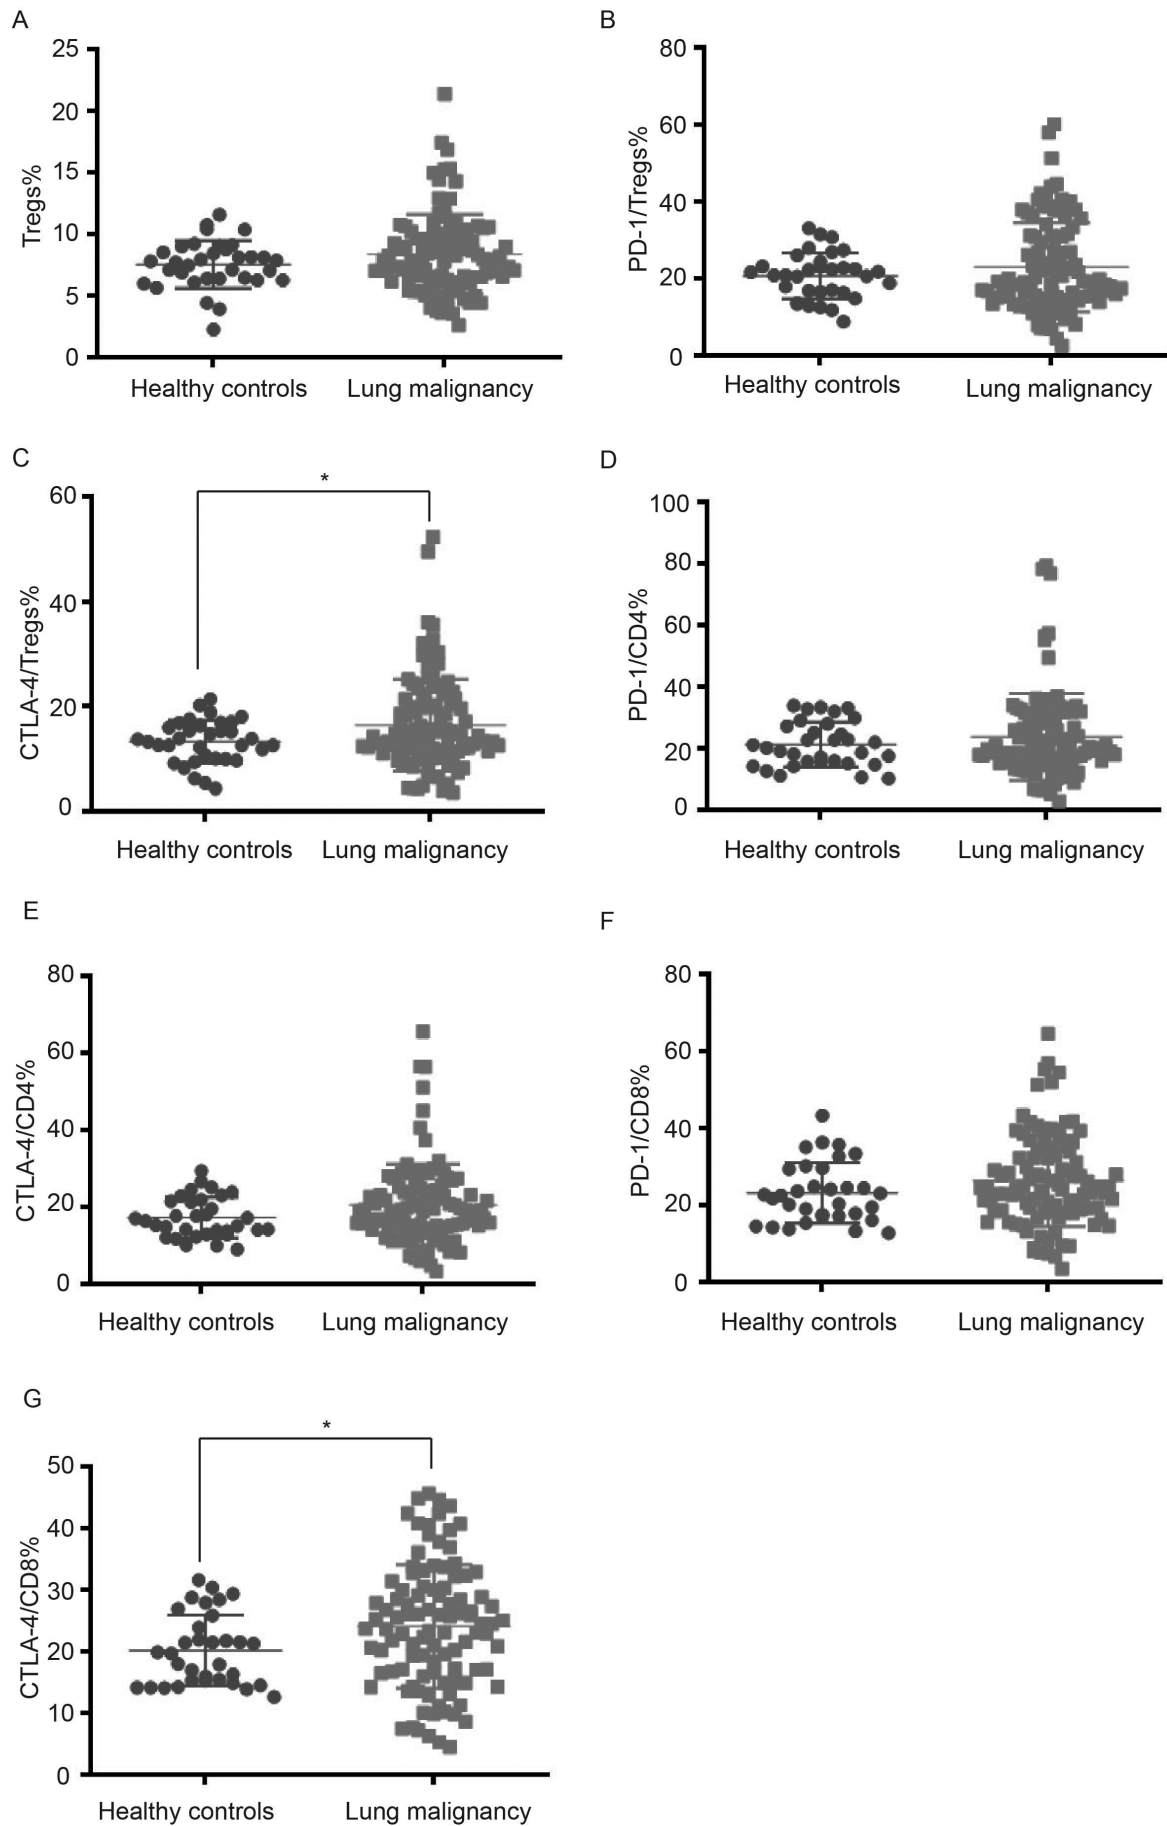 A
Tregs%
25
20
15
10
5
0
Healthy controls
Lung malignancy
B
PD-1/Tregs%
80
60
40
20
0
Healthy controls
Lung malignancy
C
*
CTLA-4/Tregs%
60
40
20
0
Healthy controls
Lung malignancy
D
PD-1/CD4%
100
80
60
40
20
0
Healthy controls
Lung malignancy
E
CTLA-4/CD4%
80
60
40
20
0
Healthy controls
Lung malignancy
F
PD-1/CD8%
80
60
40
20
0
Healthy controls
Lung malignancy
G
*
CTLA-4/CD8%
50
40
30
20
10
0
Healthy controls
Lung malignancy